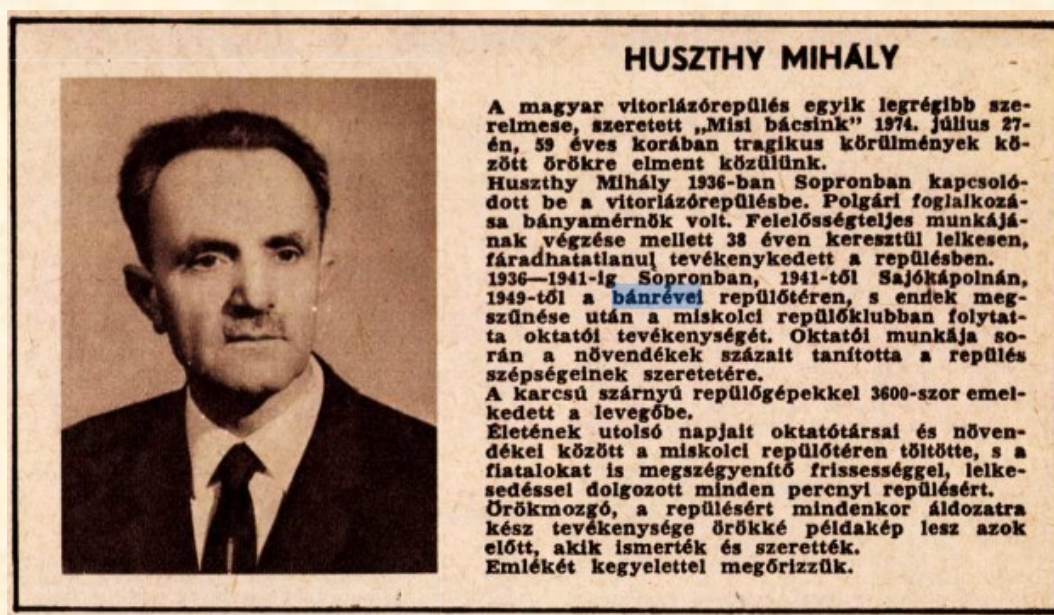 HUSZTHY MIHÁLY
A magyar vitorlázórepülés egyik legrégibb sze-
relmese, szeretett „Misi bácsink” 1974. július 27-
én, 59 éves korában tragikus körülmények kö-
zött örökre elment közülünk.
Huszthy Mihály 1936-ban Sopronban kapcsoló-
dott be a vitorlázórepülésbe. Polgári foglalkozá-
sa bányamérnök volt. Felelősségteljes munkájá-
nak végzése mellett 38 éven keresztül lelkesen,
fáradhatatlanul tevékenykedett a repülésben.
1936—1941-ig Sopronban, 1941-től Sajókápolnán,
1949-től a bánrévei repülőtéren, s ennek meg-
szűnése után a miskolci repülőklubban folytat-
ta oktatói tevékenységét. Oktatói munkája so-
rán a növendékek százait tanította a repülés
szépségeinek szeretetére.
A karcsú szárnyú repülőgépekkel 3600-szor emel-
kedett a levegőbe.
Életének utolsó napjait oktatótársai és növen-
dékei között a miskolci repülőtéren töltötte, s a
fiatalokat is megszégyenítő frissességgel, lelke-
sedéssel dolgozott minden percnyi repülésért.
Örökmozgó, a repülésért mindenkor áldozatra
kész tevékenysége örökké példakép lesz azok
előtt, akik ismerték és szerették.
Emlékét kegyelettel megőrizzük.